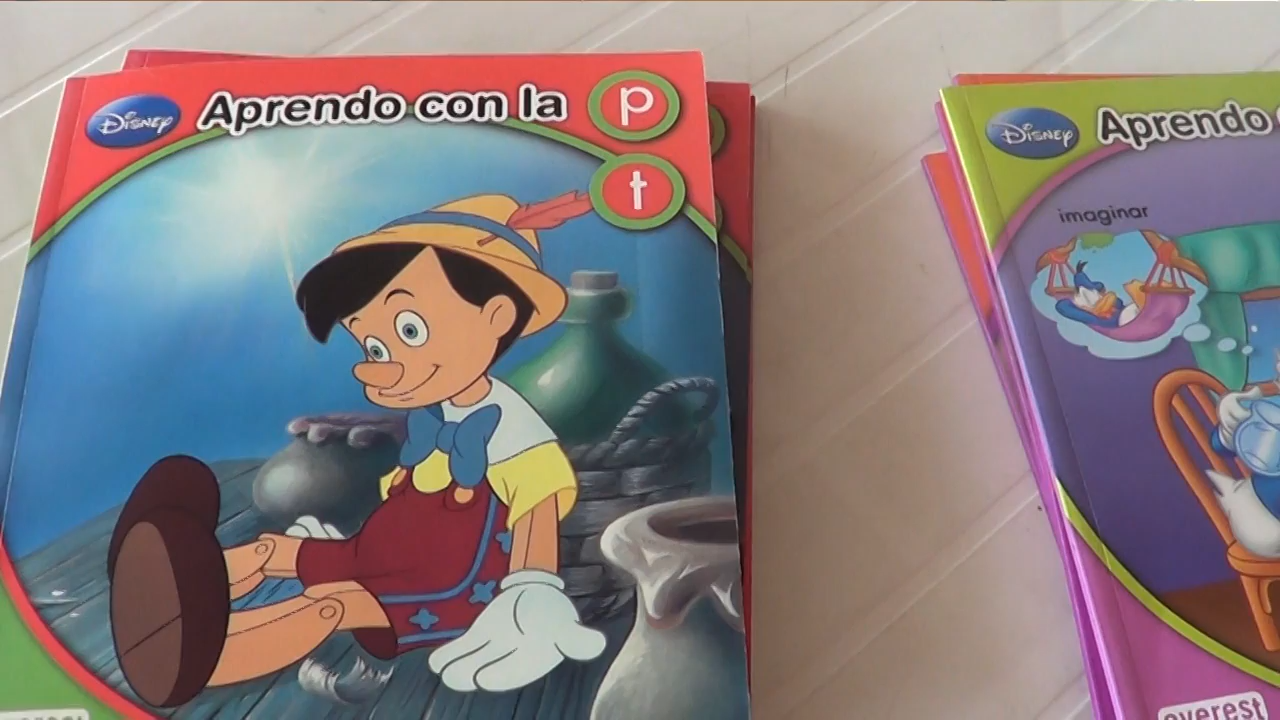 Disney
Aprendo con la p
t
Disney
Aprendo
imaginar
everest